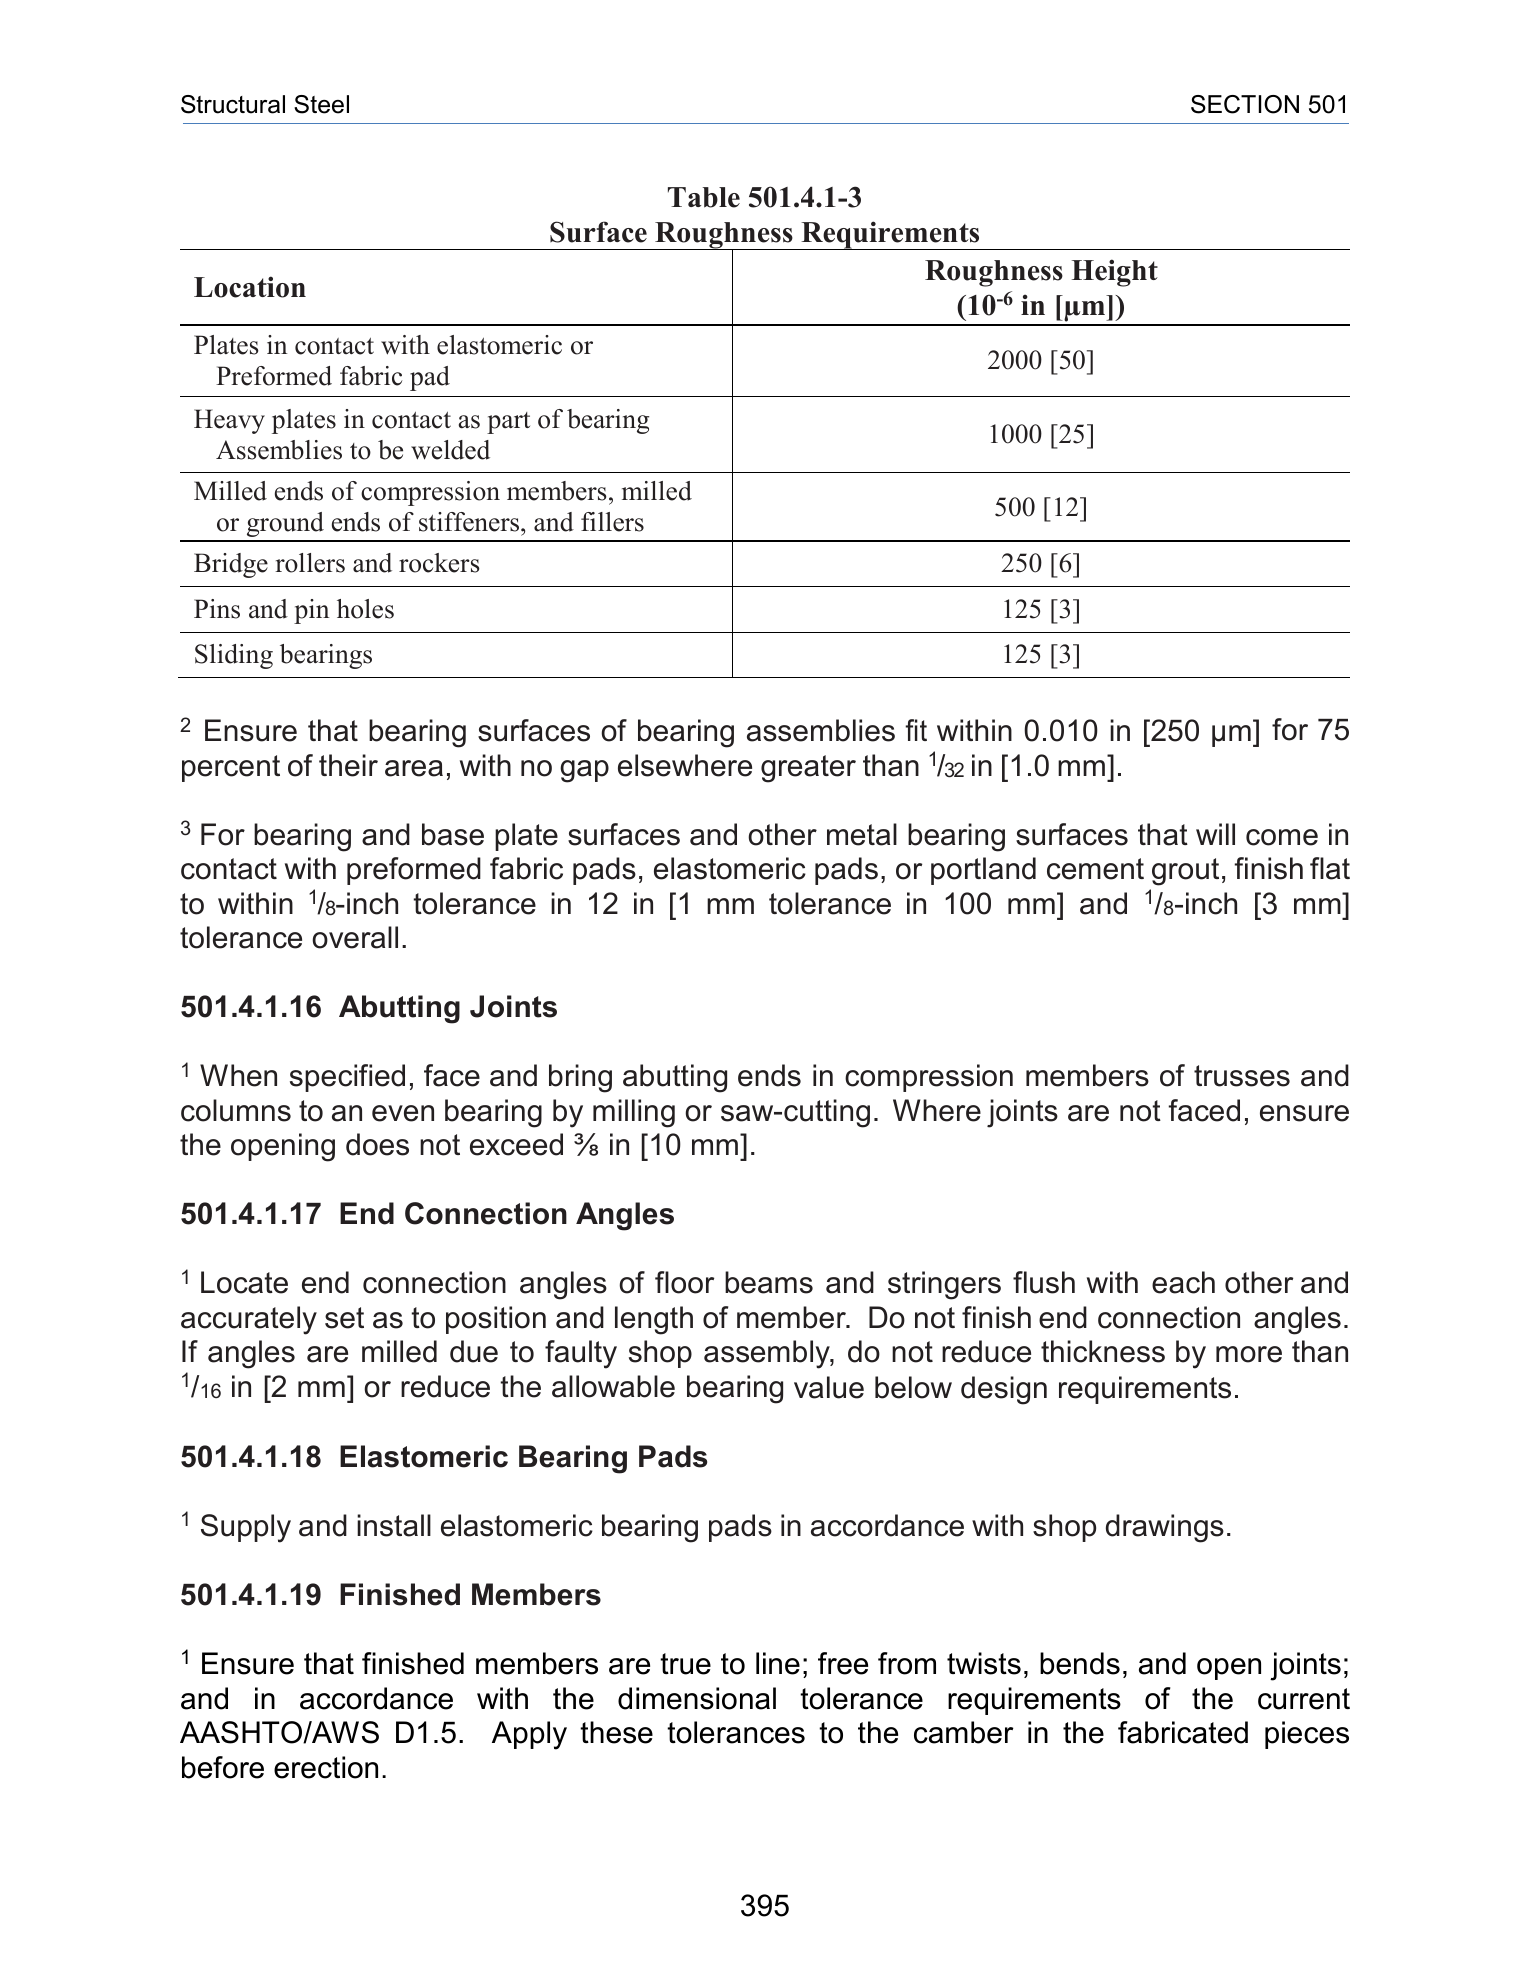 Structural Steel SECTION 501
Table 501.4.1-3
Surface Roughness Requirements
Location
Roughness Height
(10⁻⁶ in [µm])
Plates in contact with elastomeric or
Preformed fabric pad
2000 [50]
Heavy plates in contact as part of bearing
Assemblies to be welded
1000 [25]
Milled ends of compression members, milled
or ground ends of stiffeners, and fillers
500 [12]
Bridge rollers and rockers 250 [6]
Pins and pin holes 125 [3]
Sliding bearings 125 [3]
² Ensure that bearing surfaces of bearing assemblies fit within 0.010 in [250 µm] for 75
percent of their area, with no gap elsewhere greater than ¹/₃₂ in [1.0 mm].
³ For bearing and base plate surfaces and other metal bearing surfaces that will come in
contact with preformed fabric pads, elastomeric pads, or portland cement grout, finish flat
to within ¹/₈-inch tolerance in 12 in [1 mm tolerance in 100 mm] and ¹/₈-inch [3 mm]
tolerance overall.
501.4.1.16 Abutting Joints
¹ When specified, face and bring abutting ends in compression members of trusses and
columns to an even bearing by milling or saw-cutting. Where joints are not faced, ensure
the opening does not exceed ⅜ in [10 mm].
501.4.1.17 End Connection Angles
¹ Locate end connection angles of floor beams and stringers flush with each other and
accurately set as to position and length of member. Do not finish end connection angles.
If angles are milled due to faulty shop assembly, do not reduce thickness by more than
¹/₁₆ in [2 mm] or reduce the allowable bearing value below design requirements.
501.4.1.18 Elastomeric Bearing Pads
¹ Supply and install elastomeric bearing pads in accordance with shop drawings.
501.4.1.19 Finished Members
¹ Ensure that finished members are true to line; free from twists, bends, and open joints;
and in accordance with the dimensional tolerance requirements of the current
AASHTO/AWS D1.5. Apply these tolerances to the camber in the fabricated pieces
before erection.
395